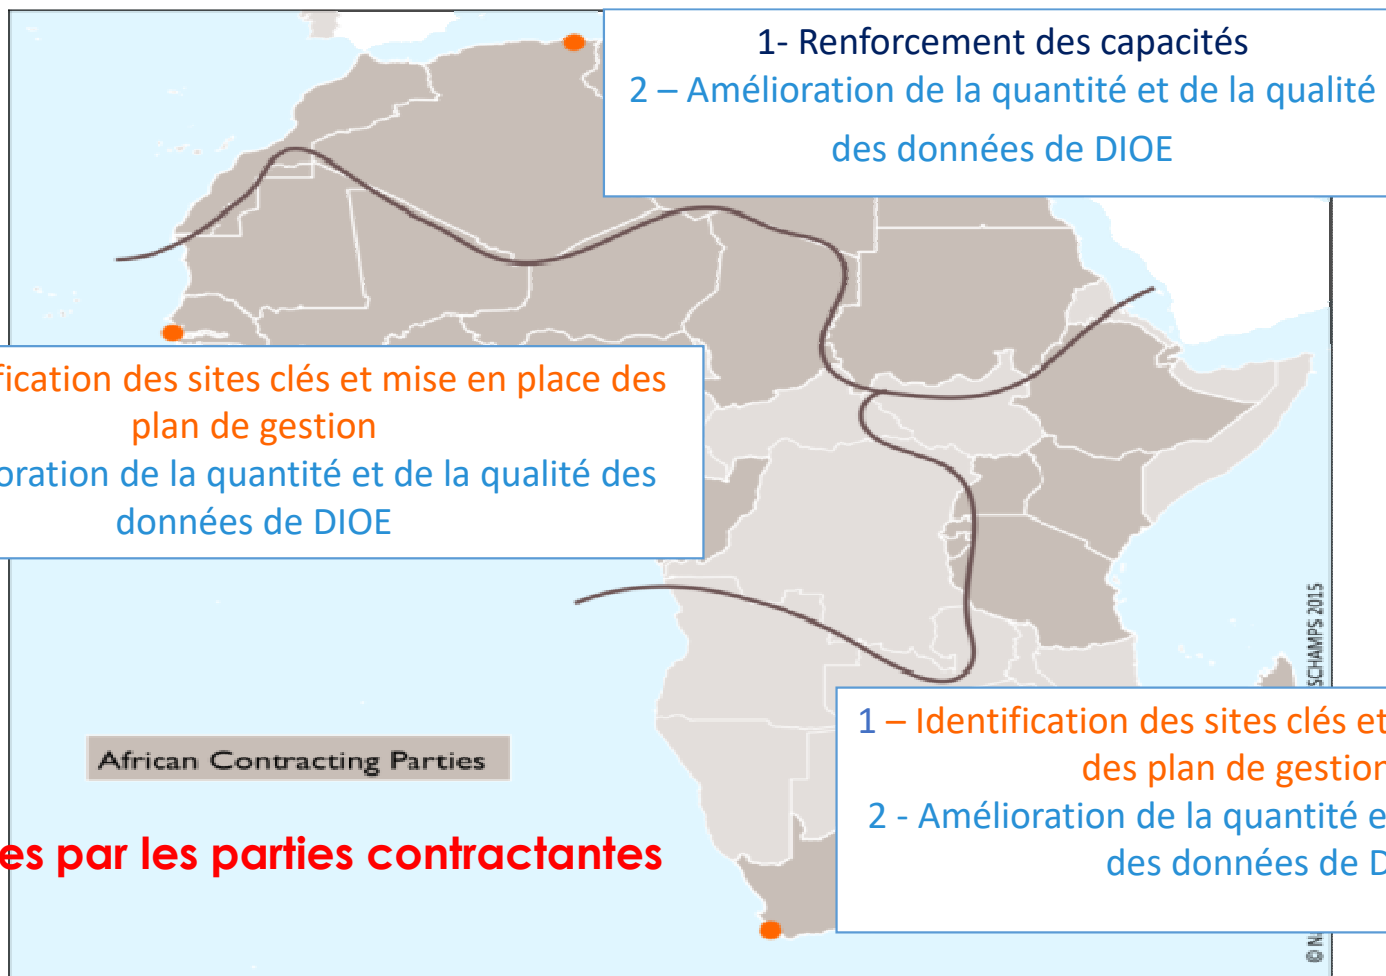 1- Renforcement des capacités
2 – Amélioration de la quantité et de la qualité
des données de DIOE
fication des sites clés et mise en place des
plan de gestion
oration de la quantité et de la qualité des
données de DIOE
1 – Identification des sites clés et
des plan de gestion
2 - Amélioration de la quantité e
des données de D
African Contracting Parties
es par les parties contractantes
SCHAMPS 2015
© N